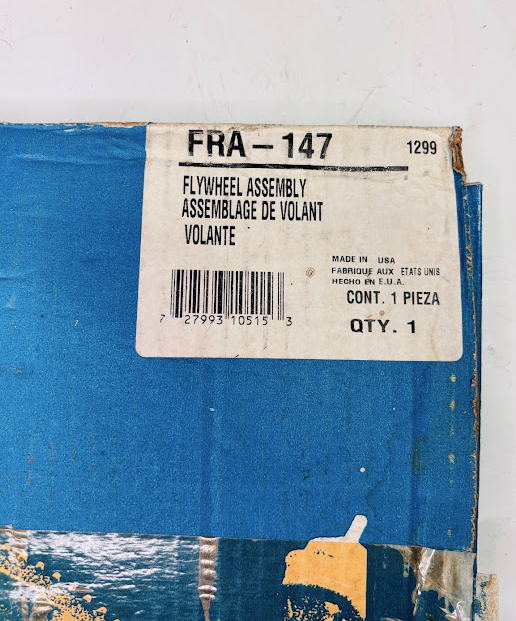 FRA-147 1299
FLYWHEEL ASSEMBLY
ASSEMBLAGE DE VOLANT
VOLANTE
MADE IN USA
FABRIQUE AUX ETATS UNIS
HECHO EN E.U.A.
CONT. 1 PIEZA
QTY. 1
7 27993 10515 3